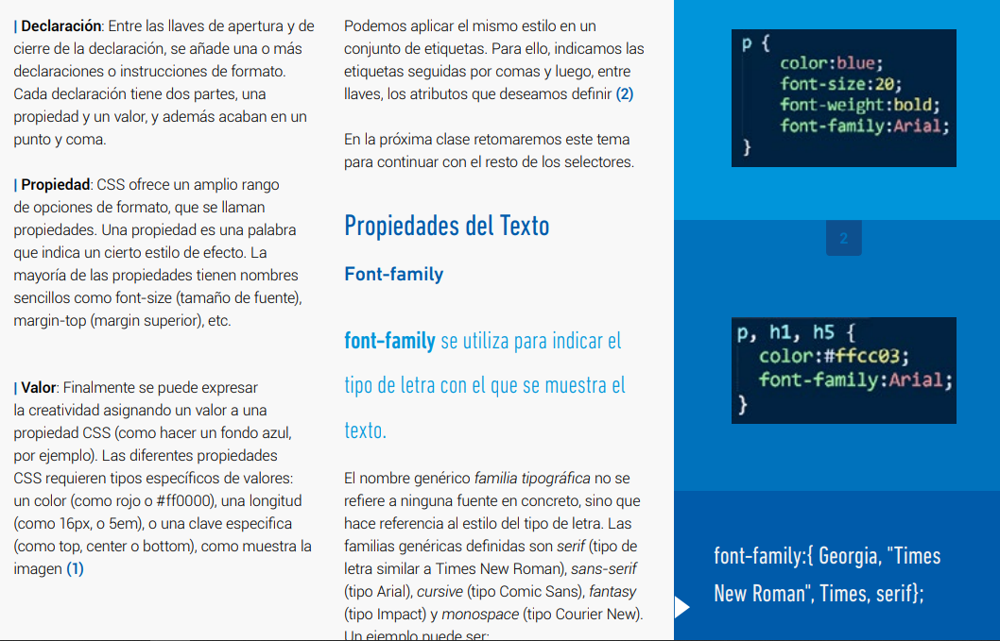 | Declaración: Entre las llaves de apertura y de
cierre de la declaración, se añade una o más
declaraciones o instrucciones de formato.
Cada declaración tiene dos partes, una
propiedad y un valor, y además acaban en un
punto y coma.
| Propiedad: CSS ofrece un amplio rango
de opciones de formato, que se llaman
propiedades. Una propiedad es una palabra
que indica un cierto estilo de efecto. La
mayoría de las propiedades tienen nombres
sencillos como font-size (tamaño de fuente),
margin-top (margin superior), etc.
| Valor: Finalmente se puede expresar
la creatividad asignando un valor a una
propiedad CSS (como hacer un fondo azul,
por ejemplo). Las diferentes propiedades
CSS requieren tipos específicos de valores:
un color (como rojo o #ff0000), una longitud
(como 16px, o 5em), o una clave especifica
(como top, center o bottom), como muestra la
imagen (1)
Podemos aplicar el mismo estilo en un
conjunto de etiquetas. Para ello, indicamos las
etiquetas seguidas por comas y luego, entre
llaves, los atributos que deseamos definir (2)
En la próxima clase retomaremos este tema
para continuar con el resto de los selectores.
Propiedades del Texto
Font-family
font-family se utiliza para indicar el
tipo de letra con el que se muestra el
texto.
El nombre genérico familia tipográfica no se
refiere a ninguna fuente en concreto, sino que
hace referencia al estilo del tipo de letra. Las
familias genéricas definidas son serif (tipo de
letra similar a Times New Roman), sans-serif
(tipo Arial), cursive (tipo Comic Sans), fantasy
(tipo Impact) y monospace (tipo Courier New).
Un ejemplo puede ser:
p {
color:blue;
font-size:20;
font-weight:bold;
font-family:Arial;
}
2
p, h1, h5 {
color:#ffcc03;
font-family:Arial;
}
font-family:{ Georgia, "Times
New Roman", Times, serif};